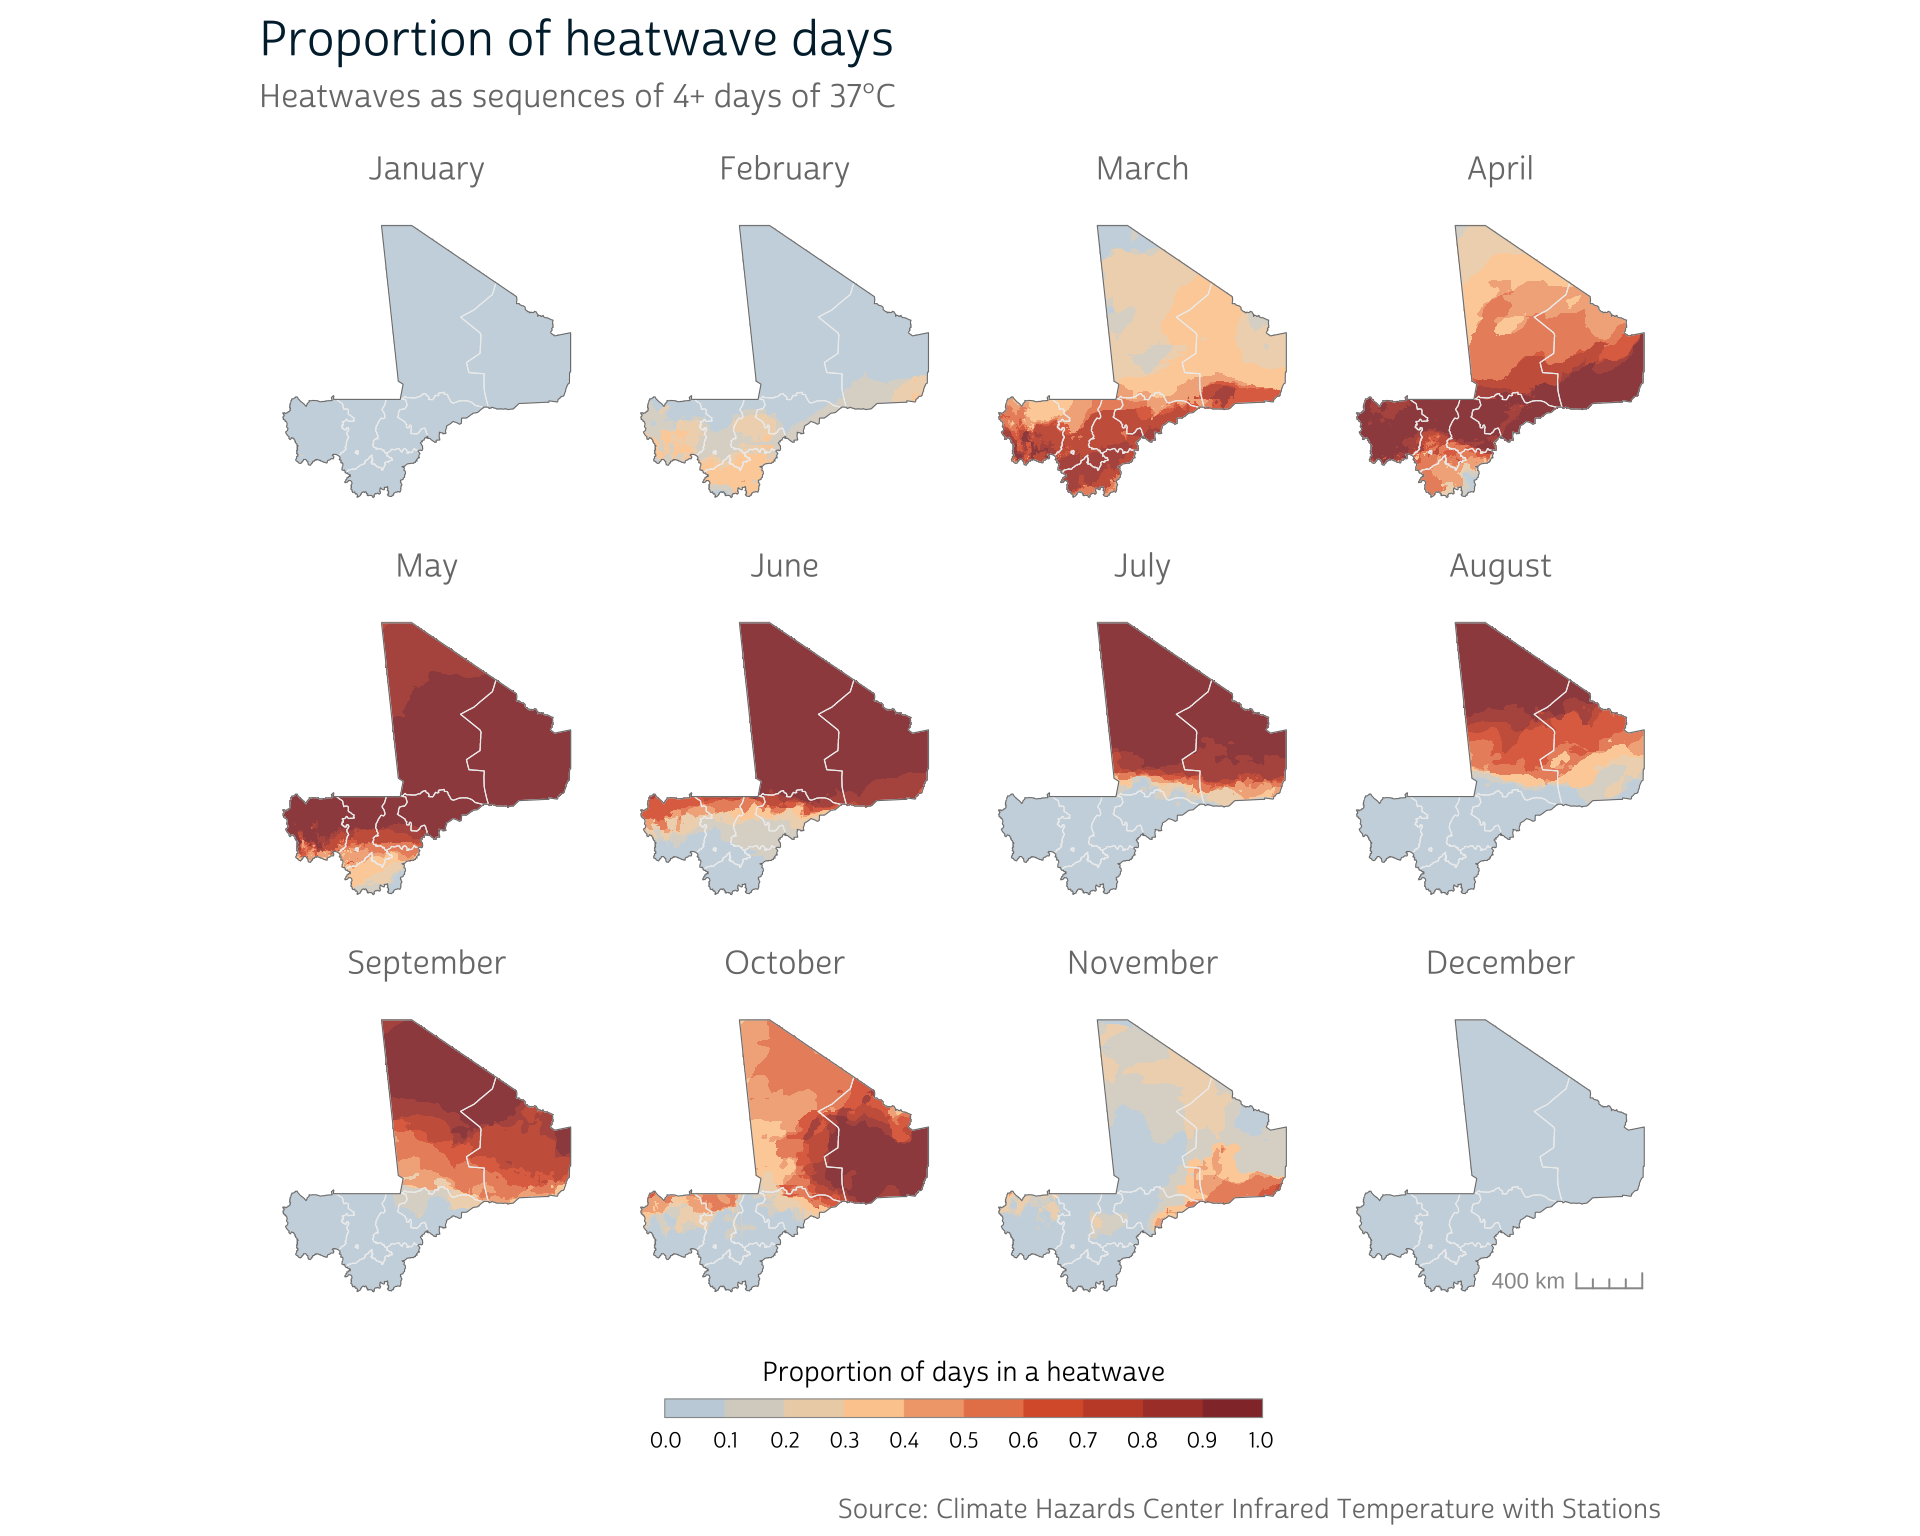 Proportion of heatwave days
Heatwaves as sequences of 4+ days of 37°C
January
February
March
April
May
June
July
August
September
October
November
December
400 km
Proportion of days in a heatwave
0.0 0.1 0.2 0.3 0.4 0.5 0.6 0.7 0.8 0.9 1.0
Source: Climate Hazards Center Infrared Temperature with Stations